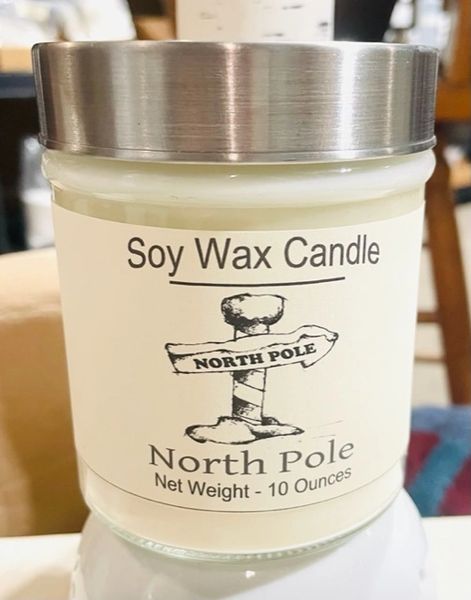 Soy Wax Candle
NORTH POLE
North Pole
Net Weight - 10 Ounces